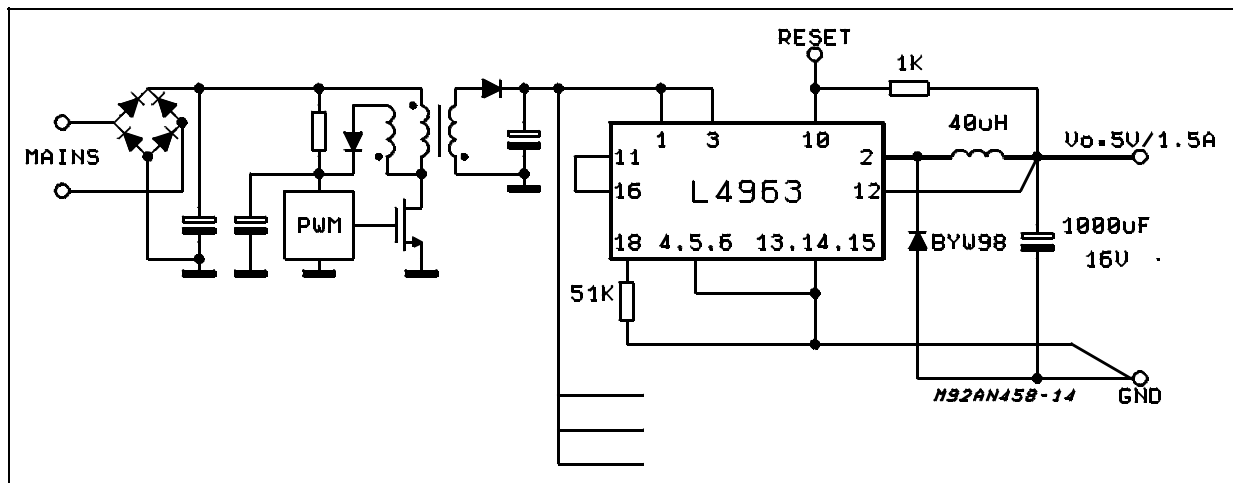 RESET
1K
40uH
Vo=5V/1.5A
MAINS
1 3 10
11
2
16
12
L4963
PWM
18 4.5.6 13.14.15
BYW98
1000uF
16V
51K
M92AN458-14
GND